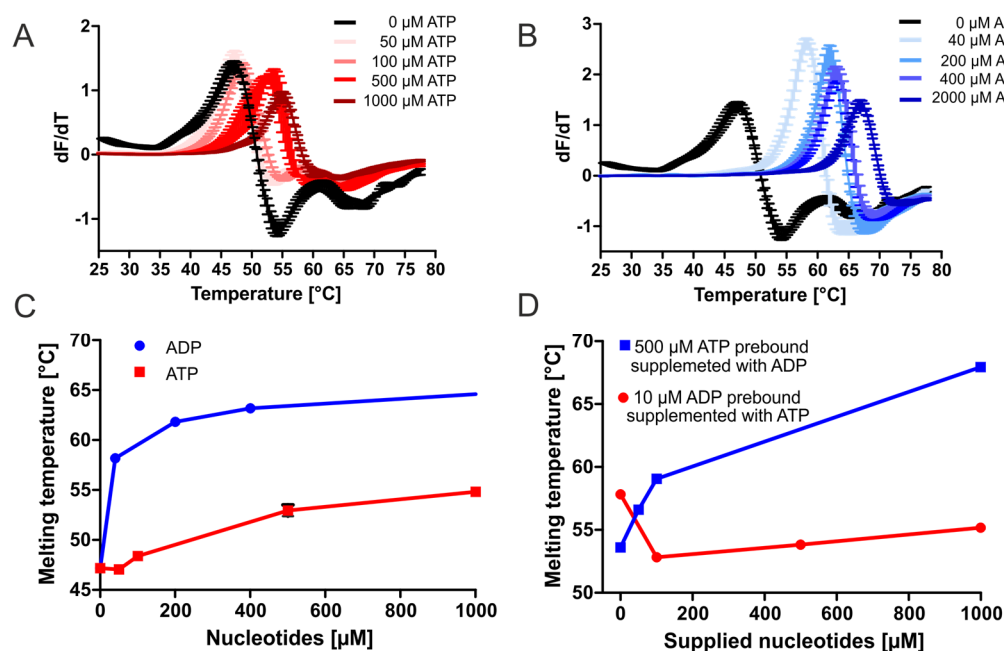 A
2
1
0
-1
dF/dT
25 35 40 45 50 55 60 65 70 75 80
Temperature [°C]
0 µM ATP
50 µM ATP
100 µM ATP
500 µM ATP
1000 µM ATP
B
3
2
1
0
-1
dF/dT
25 35 40 45 50 55 60 65 70 75 80
Temperature [°C]
0 µM A
40 µM A
200 µM A
400 µM A
2000 µM A
C
70
65
60
55
50
45
Melting temperature [°C]
ADP
ATP
0 200 400 600 800 1000
Nucleotides [µM]
D
70
65
60
55
50
Melting temperature [°C]
500 µM ATP prebound
supplemeted with ADP
10 µM ADP prebound
supplemented with ATP
0 200 400 600 800 1000
Supplied nucleotides [µM]